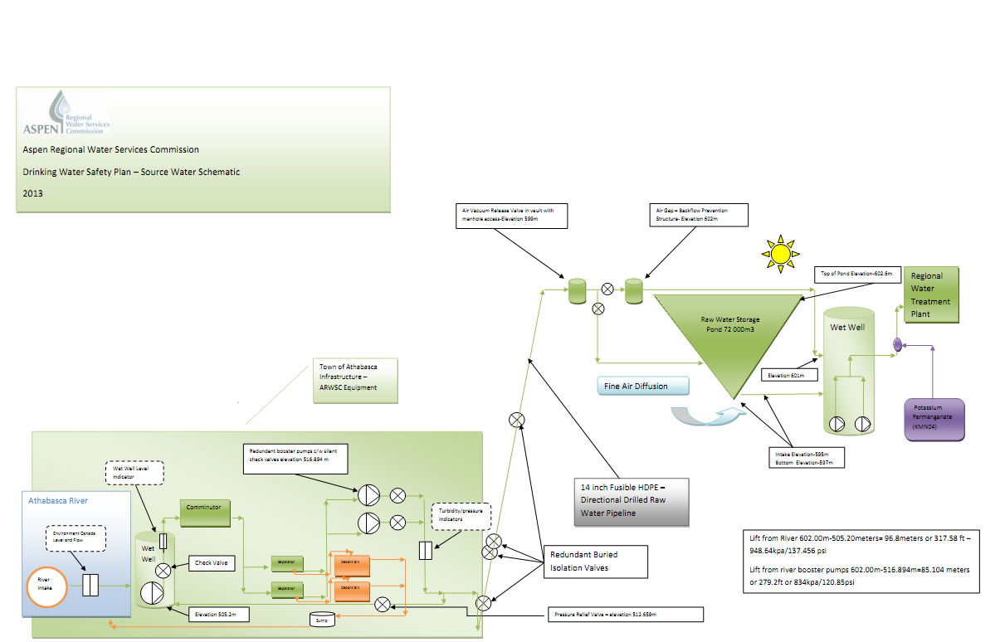 ASPEN
Regional
Water Services
Commission
Aspen Regional Water Services Commission
Drinking Water Safety Plan – Source Water Schematic
2013
Air Vacuum Release Valve in vault with
manhole access-Elevation 599m
Air Gap – Backflow Prevention
Structure- Elevation 602m
Top of Pond Elevation-602.6m
Regional
Water
Treatment
Plant
Raw Water Storage
Pond 72 000m3
Wet Well
Elevation 601m
Fine Air Diffusion
Potassium
Permanganate
(KMN04)
Intake Elevation-595m
Bottom Elevation-597m
Town of Athabasca
Infrastructure –
ARWSC Equipment
14 inch Fusible HDPE –
Directional Drilled Raw
Water Pipeline
Redundant booster pumps c/w silent
check valves elevation 516.894 m
Wet Well Level
Indicator
Athabasca River
Environment Canada
Level and Flow
River
Intake
Wet
Well
Comminutor
Check Valve
Elevation 505.2m
Separator
Separator
Decant Bin
Decant Bin
Sump
Turbidity/pressure
indicators
Redundant Buried
Isolation Valves
Pressure Relief Valve – elevation 512.659m
Lift from River 602.00m-505.20meters= 96.8meters or 317.58 ft –
948.64kpa/137.456 psi
Lift from river booster pumps 602.00m-516.894m=85.104 meters
or 279.2ft or 834kpa/120.85psi